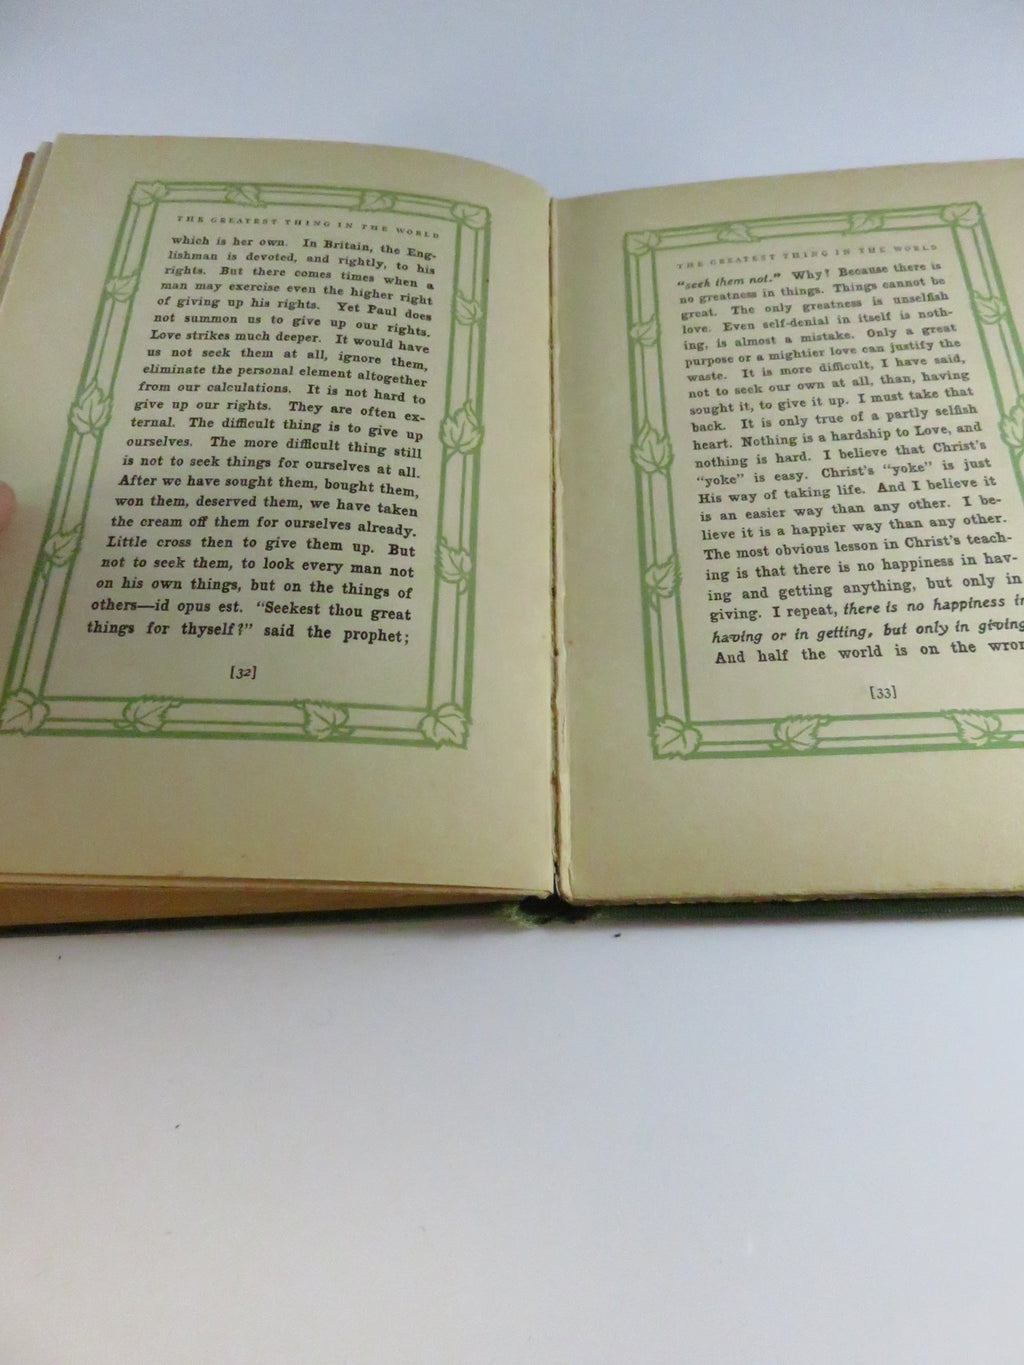 THE GREATEST THING IN THE WORLD
which is her own. In Britain, the Eng-
lishman is devoted, and rightly, to his
rights. But there comes times when a
man may exercise even the higher right
of giving up his rights. Yet Paul does
not summon us to give up our rights.
Love strikes much deeper. It would have
us not seek them at all, ignore them,
eliminate the personal element altogether
from our calculations. It is not hard to
give up our rights. They are often ex-
ternal. The difficult thing is to give up
ourselves. The more difficult thing still
is not to seek things for ourselves at all.
After we have sought them, bought them,
won them, deserved them, we have taken
the cream off them for ourselves already.
Little cross then to give them up. But
not to seek them, to look every man not
on his own things, but on the things of
others—id opus est. "Seekest thou great
things for thyself?" said the prophet;
[32]
THE GREATEST THING IN THE WORLD
"seek them not." Why? Because there is
no greatness in things. Things cannot be
great. The only greatness is unselfish
love. Even self-denial in itself is noth-
ing, is almost a mistake. Only a great
purpose or a mightier love can justify the
waste. It is more difficult, I have said,
not to seek our own at all, than, having
sought it, to give it up. I must take that
back. It is only true of a partly selfish
heart. Nothing is a hardship to Love, and
nothing is hard. I believe that Christ's
"yoke" is easy. Christ's "yoke" is just
His way of taking life. And I believe it
is an easier way than any other. I be-
lieve it is a happier way than any other.
The most obvious lesson in Christ's teach-
ing is that there is no happiness in hav-
ing and getting anything, but only in
giving. I repeat, there is no happiness in
having or in getting, but only in giving
And half the world is on the wron
[33]